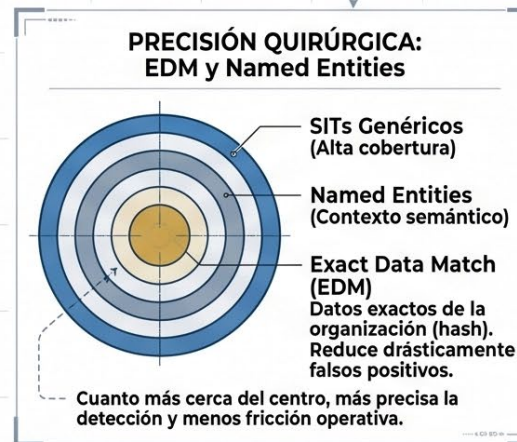 PRECISIÓN QUIRÚRGICA:
EDM y Named Entities
SITs Genéricos
(Alta cobertura)
Named Entities
(Contexto semántico)
Exact Data Match
(EDM)
Datos exactos de la
organización (hash).
Reduce drásticamente
falsos positivos.
Cuanto más cerca del centro, más precisa la
detección y menos fricción operativa.